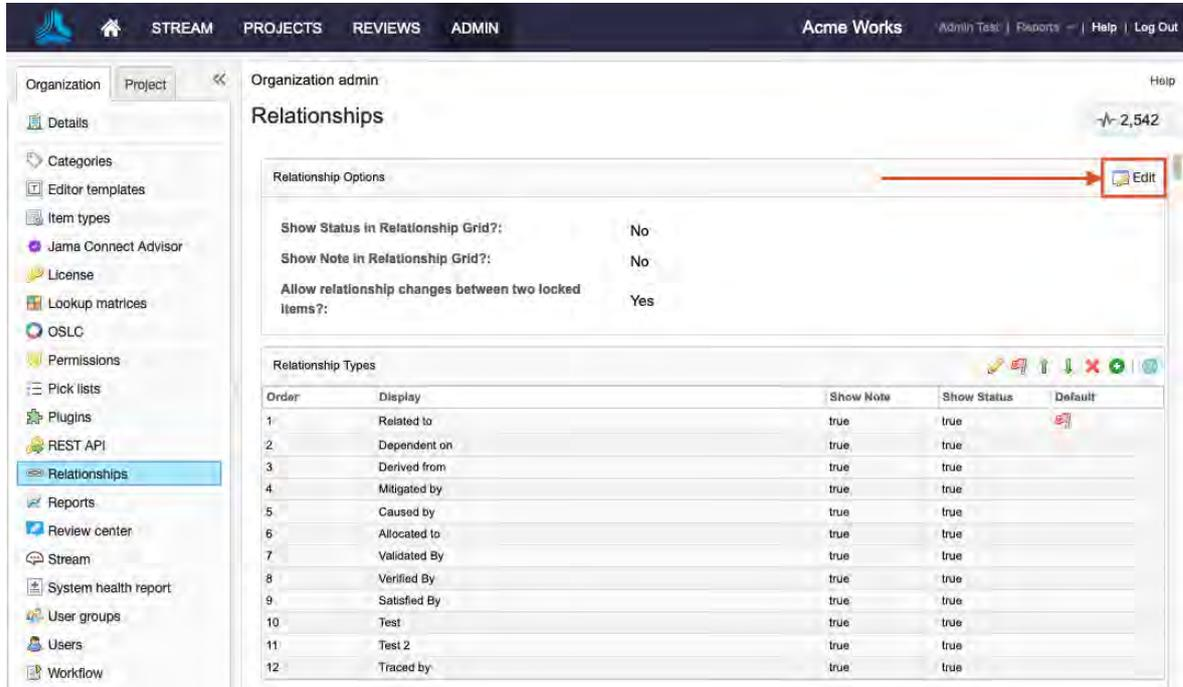 STREAM PROJECTS REVIEWS ADMIN Acme Works Admin Test | Reports | Help | Log Out
Organization Project
Details
Categories
Editor templates
Item types
Jama Connect Advisor
License
Lookup matrices
OSLC
Permissions
Pick lists
Plugins
REST API
Relationships
Reports
Review center
Stream
System health report
User groups
Users
Workflow
Organization admin Help
Relationships 2,542
Relationship Options Edit
Show Status in Relationship Grid?: No
Show Note in Relationship Grid?: No
Allow relationship changes between two locked
items?: Yes
Relationship Types
Order Display Show Note Show Status Default
1 Related to true true
2 Dependent on true true
3 Derived from true true
4 Mitigated by true true
5 Caused by true true
6 Allocated to true true
7 Validated By true true
8 Verified By true true
9 Satisfied By true true
10 Test true true
11 Test 2 true true
12 Traced by true true